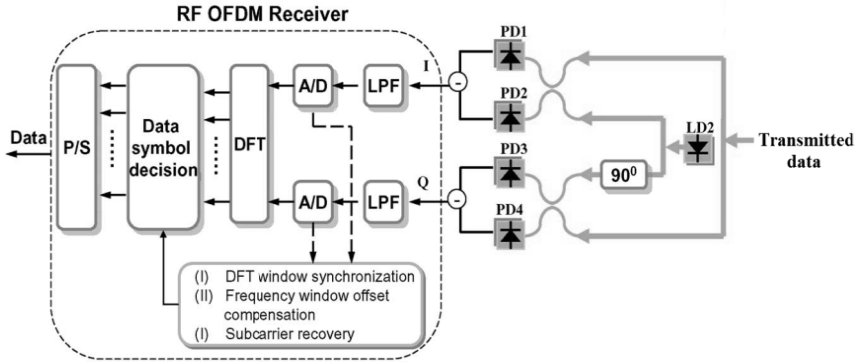 RF OFDM Receiver
PD1
I
-
PD2
LPF
A/D
DFT
Data
symbol
decision
P/S
Data
LD2
Transmitted
data
PD3
90⁰
Q
-
PD4
LPF
A/D
(I) DFT window synchronization
(II) Frequency window offset
compensation
(I) Subcarrier recovery